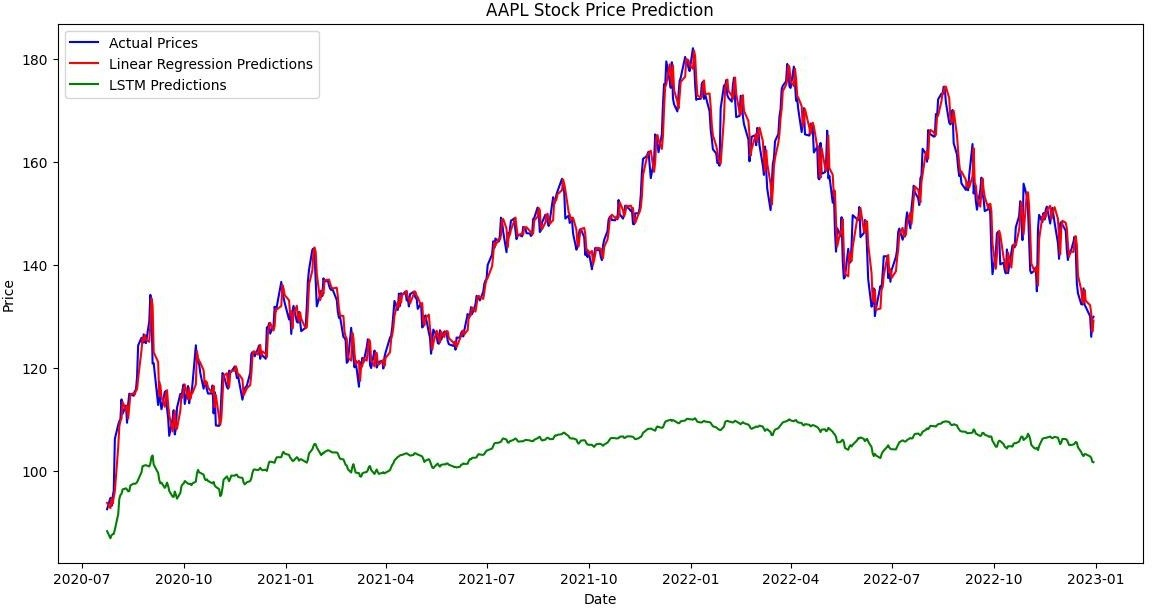 AAPL Stock Price Prediction
Actual Prices
Linear Regression Predictions
LSTM Predictions
180
160
140
120
100
Price
2020-07 2020-10 2021-01 2021-04 2021-07 2021-10 2022-01 2022-04 2022-07 2022-10 2023-01
Date